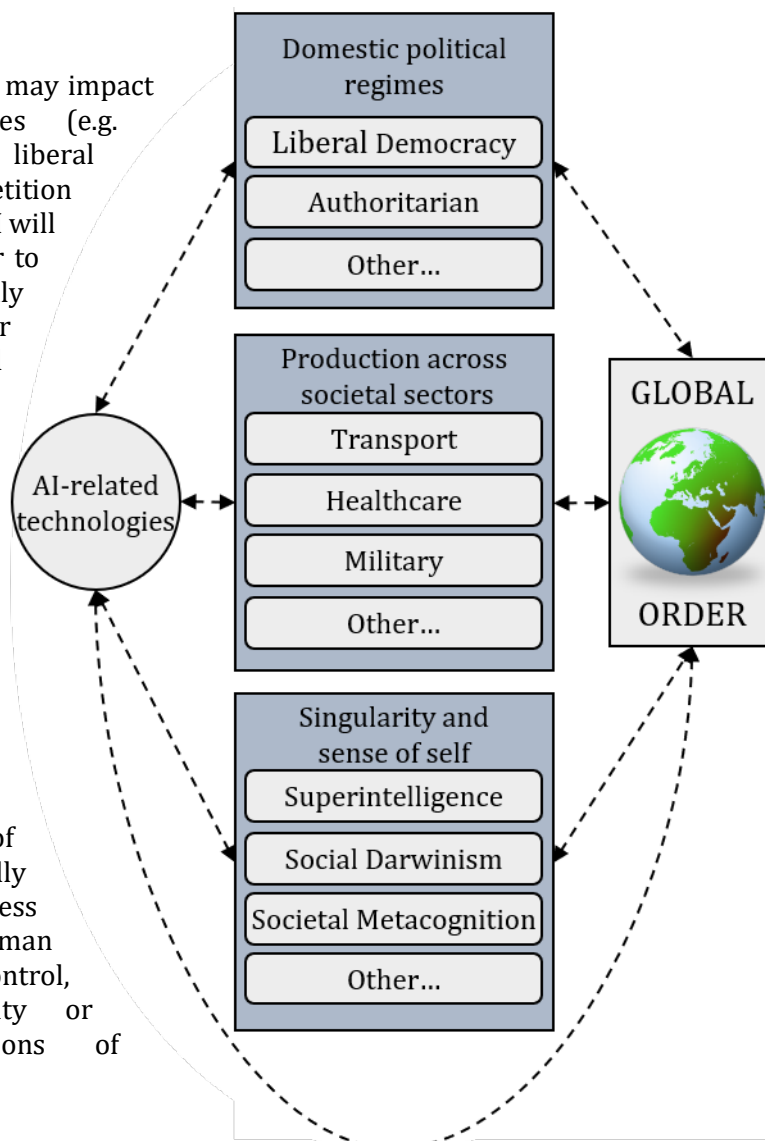 may impact
es (e.g.
liberal
etition
will
r to
ly
r
Domestic political
regimes
Liberal Democracy
Authoritarian
Other…
Production across
societal sectors
Transport
Healthcare
Military
Other…
AI-related
technologies
GLOBAL
ORDER
Singularity and
sense of self
Superintelligence
Social Darwinism
Societal Metacognition
Other…
of
lly
ess
man
ontrol,
ity or
ons of